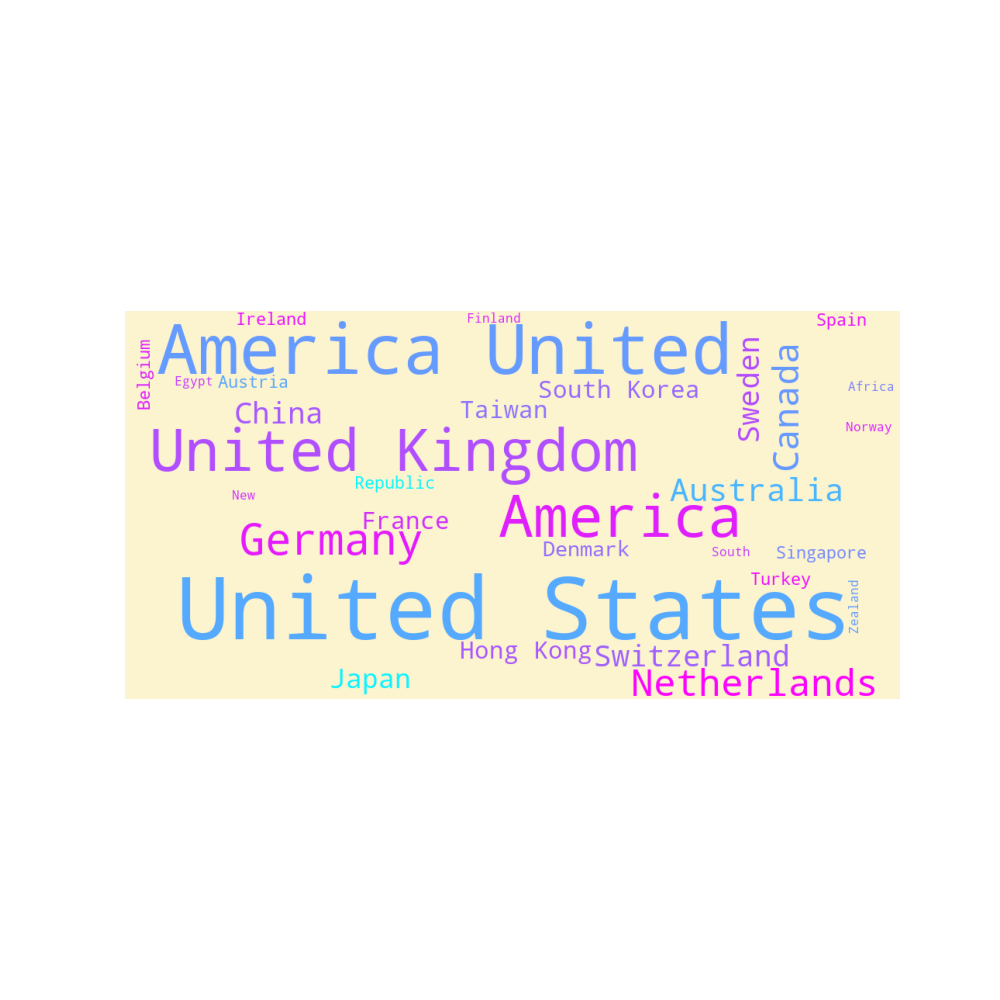 Ireland
Finland
Spain
America United
Belgium
Sweden
Canada
Egypt
Austria
South Korea
Africa
China
Taiwan
Norway
United Kingdom
Republic
Australia
New
America
France
Germany
Denmark
South
Singapore
United States
Turkey
Zealand
Hong Kong
Switzerland
Japan
Netherlands